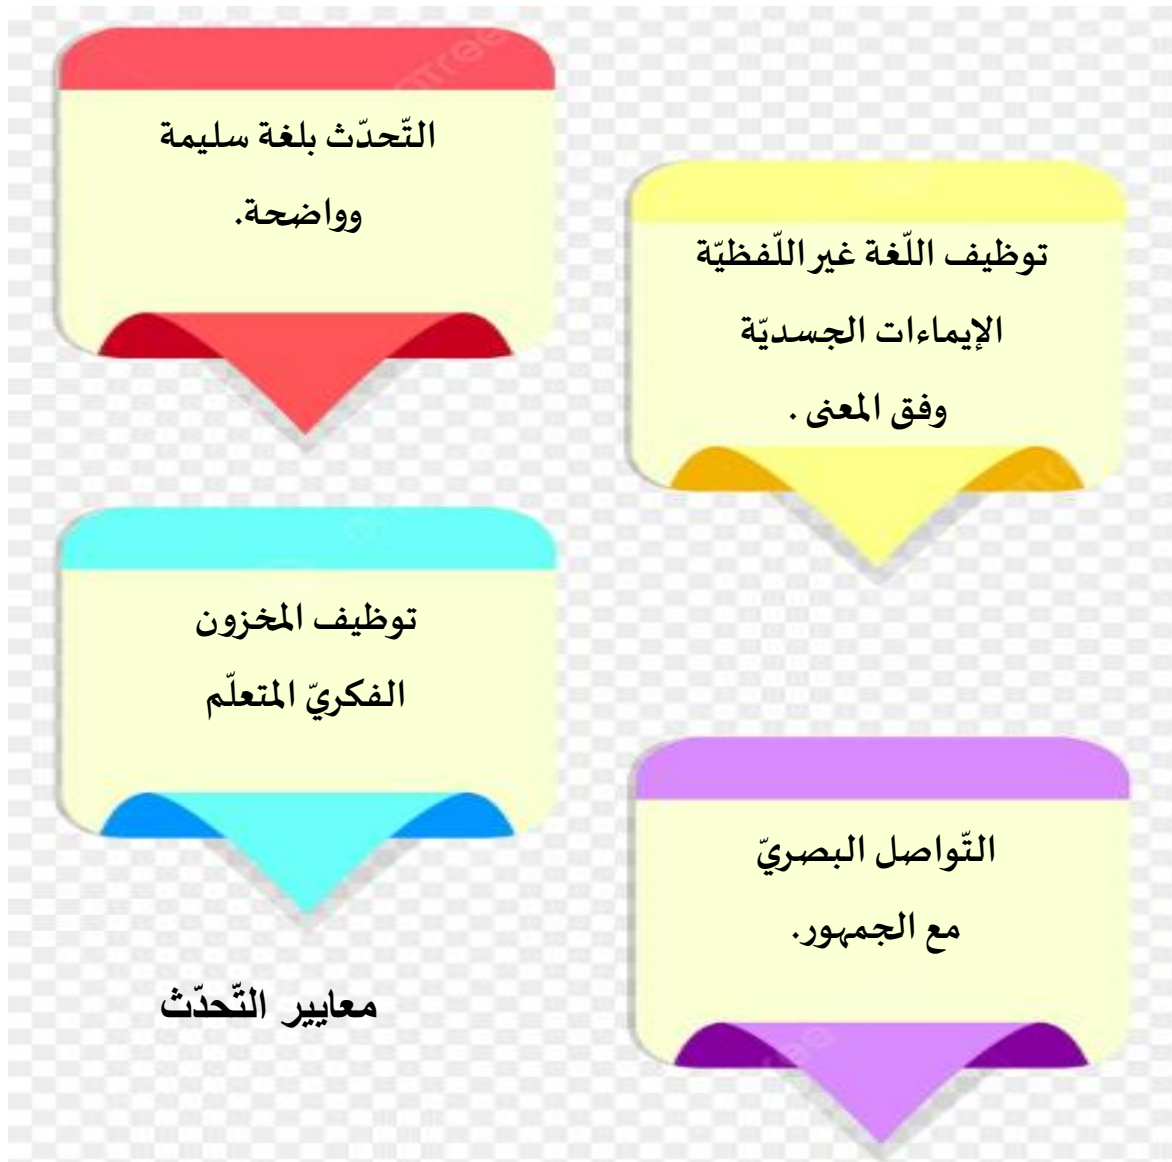 التّحدّث بلغة سليمة
وواضحة.
توظيف اللّغة غير اللّفظيّة
الإيماءات الجسديّة
وفق المعنى .
توظيف المخزون
الفكريّ المتعلّم
التّواصل البصريّ
مع الجمهور.
معايير التّحدّث